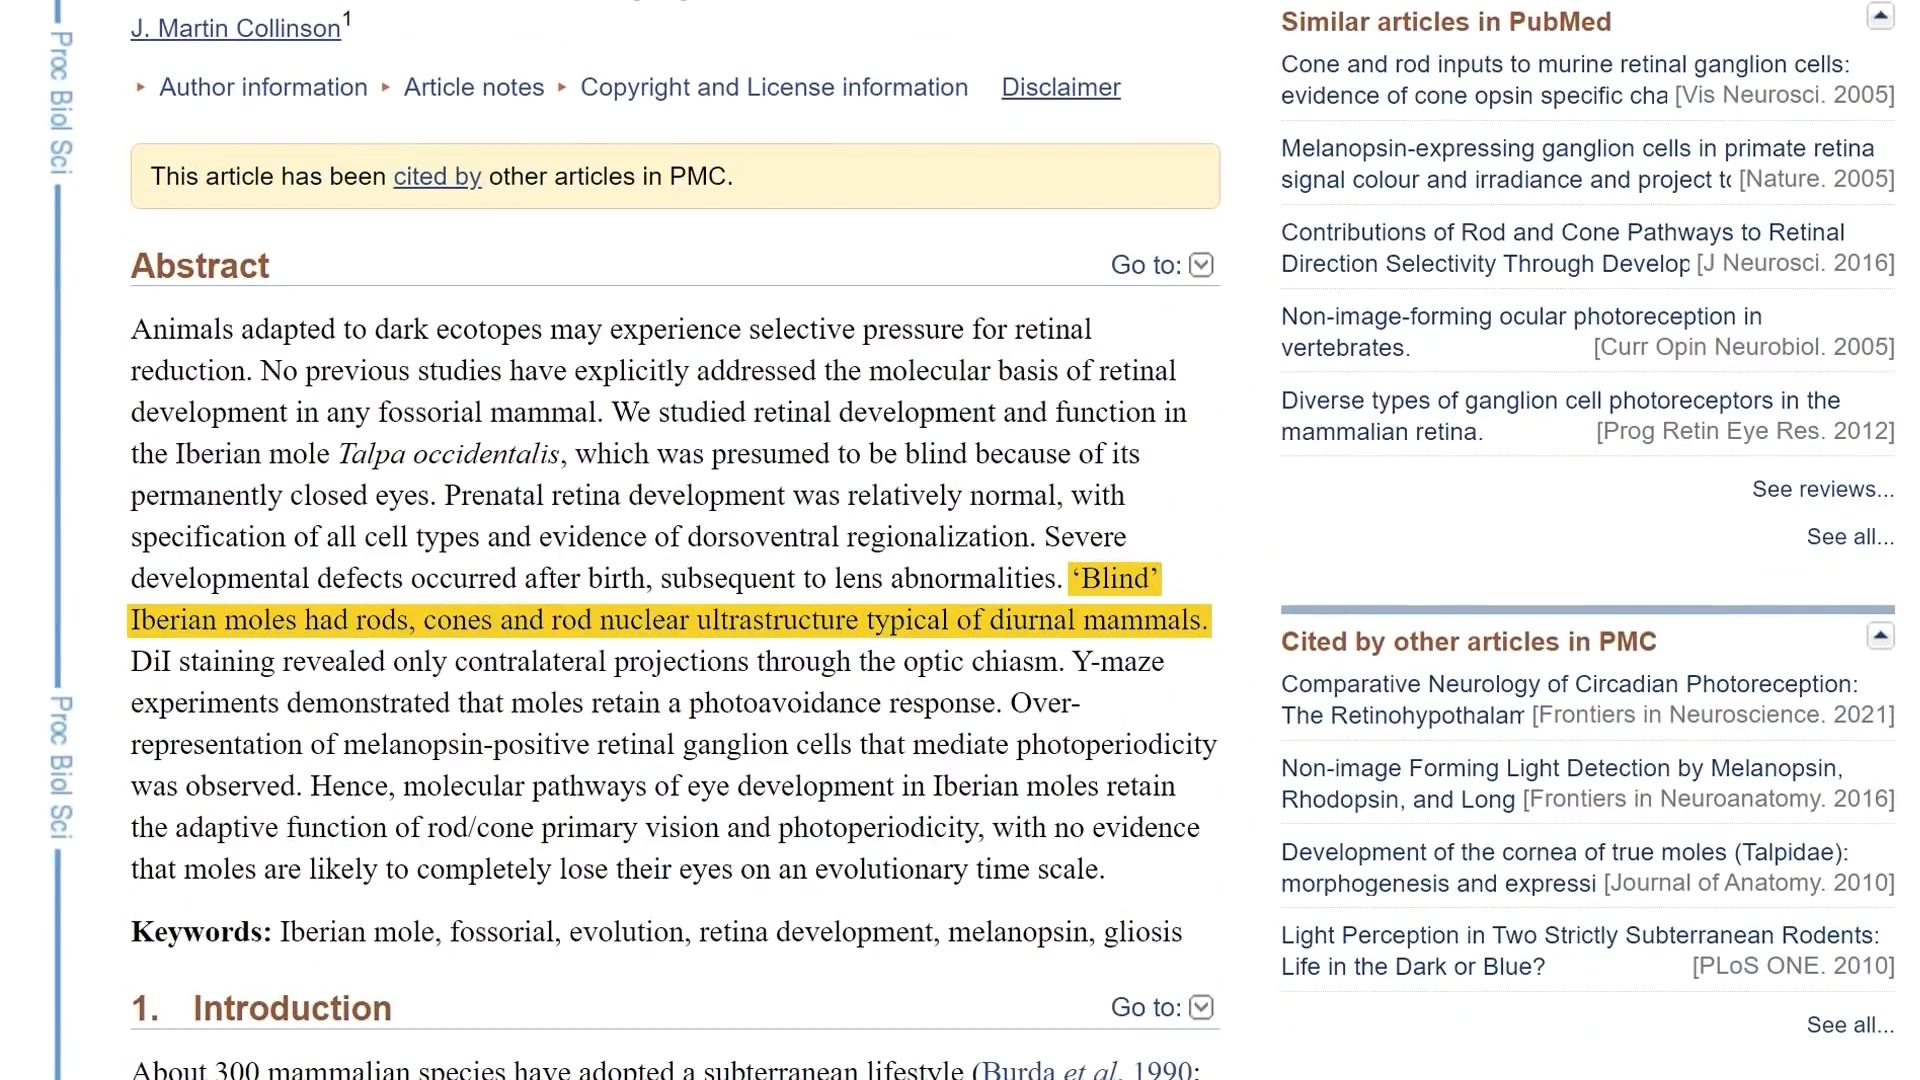 J. Martin Collinson1
Author information Article notes Copyright and License information Disclaimer
This article has been cited by other articles in PMC.
Abstract
Go to:
Animals adapted to dark ecotopes may experience selective pressure for retinal
reduction. No previous studies have explicitly addressed the molecular basis of retinal
development in any fossorial mammal. We studied retinal development and function in
the Iberian mole Talpa occidentalis, which was presumed to be blind because of its
permanently closed eyes. Prenatal retina development was relatively normal, with
specification of all cell types and evidence of dorsoventral regionalization. Severe
developmental defects occurred after birth, subsequent to lens abnormalities. ‘Blind’
Iberian moles had rods, cones and rod nuclear ultrastructure typical of diurnal mammals.
DiI staining revealed only contralateral projections through the optic chiasm. Y-maze
experiments demonstrated that moles retain a photoavoidance response. Over-
representation of melanopsin-positive retinal ganglion cells that mediate photoperiodicity
was observed. Hence, molecular pathways of eye development in Iberian moles retain
the adaptive function of rod/cone primary vision and photoperiodicity, with no evidence
that moles are likely to completely lose their eyes on an evolutionary time scale.
Keywords: Iberian mole, fossorial, evolution, retina development, melanopsin, gliosis
1. Introduction
Go to:
About 300 mammalian species have adopted a subterranean lifestyle (Burda et al. 1990;
Proc Biol Sci
Proc Biol Sci
Similar articles in PubMed
Cone and rod inputs to murine retinal ganglion cells:
evidence of cone opsin specific cha [Vis Neurosci. 2005]
Melanopsin-expressing ganglion cells in primate retina
signal colour and irradiance and project to [Nature. 2005]
Contributions of Rod and Cone Pathways to Retinal
Direction Selectivity Through Develop [J Neurosci. 2016]
Non-image-forming ocular photoreception in
vertebrates. [Curr Opin Neurobiol. 2005]
Diverse types of ganglion cell photoreceptors in the
mammalian retina. [Prog Retin Eye Res. 2012]
See reviews...
See all...
Cited by other articles in PMC
Comparative Neurology of Circadian Photoreception:
The Retinohypothalam [Frontiers in Neuroscience. 2021]
Non-image Forming Light Detection by Melanopsin,
Rhodopsin, and Long [Frontiers in Neuroanatomy. 2016]
Development of the cornea of true moles (Talpidae):
morphogenesis and expressi [Journal of Anatomy. 2010]
Light Perception in Two Strictly Subterranean Rodents:
Life in the Dark or Blue? [PLoS ONE. 2010]
See all...